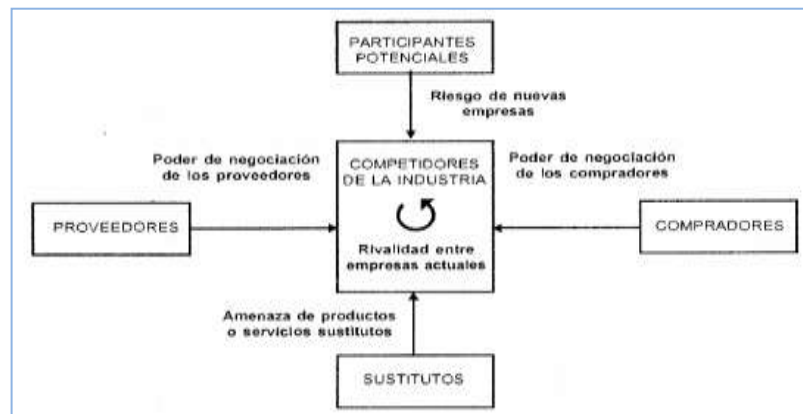 PARTICIPANTES
POTENCIALES
Riesgo de nuevas
empresas
Poder de negociación
de los proveedores
COMPETIDORES
DE LA INDUSTRIA
Poder de negociación
de los compradores
PROVEEDORES
Rivalidad entre
empresas actuales
COMPRADORES
Amenaza de productos
o servicios sustitutos
SUSTITUTOS